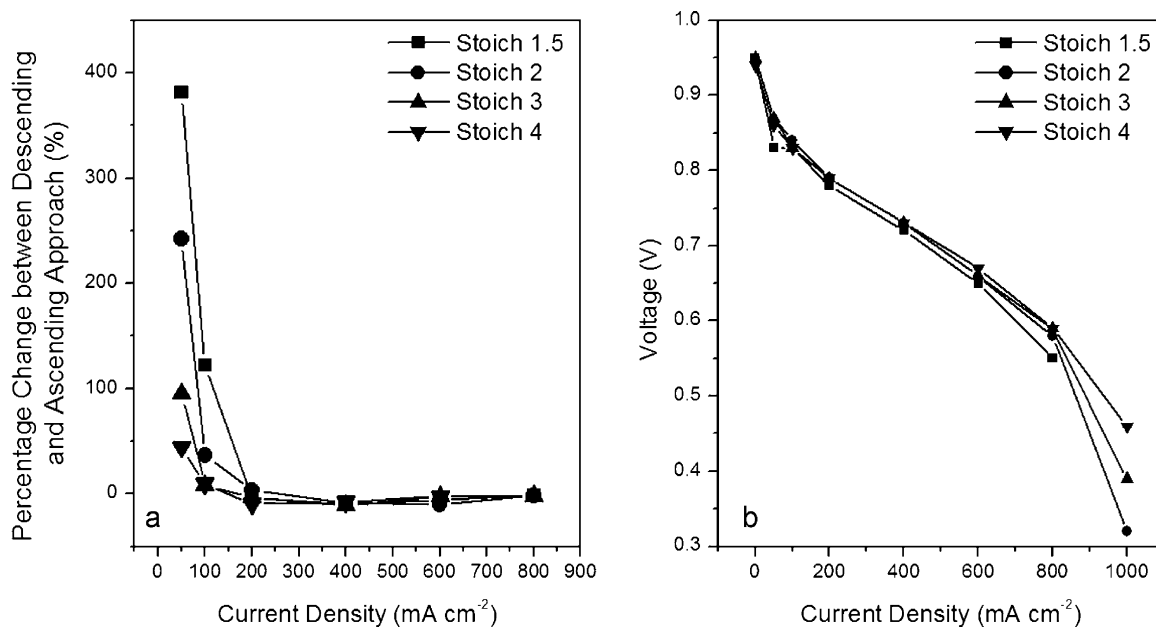 Percentage Change between Descending
and Ascending Approach (%)
400
300
200
100
0
Stoich 1.5
Stoich 2
Stoich 3
Stoich 4
a
0 100 200 300 400 500 600 700 800 900
Current Density (mA cm⁻²)
Voltage (V)
1.0
0.9
0.8
0.7
0.6
0.5
0.4
0.3
Stoich 1.5
Stoich 2
Stoich 3
Stoich 4
b
0 200 400 600 800 1000
Current Density (mA cm⁻²)